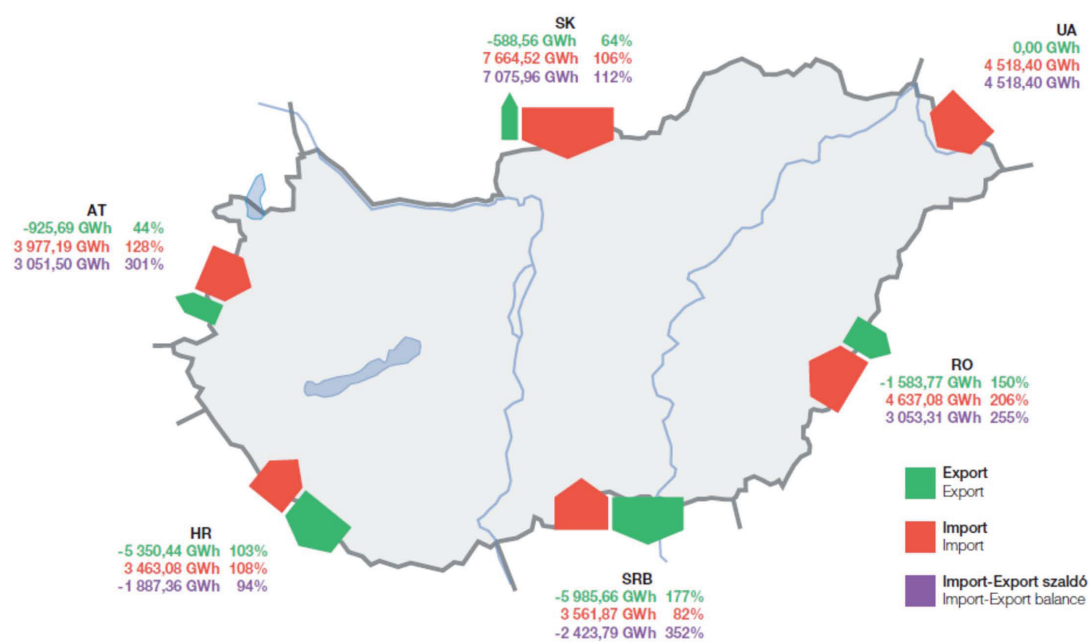 SK
-588,56 GWh 64%
7 664,52 GWh 106%
7 075,96 GWh 112%
UA
0,00 GWh
4 518,40 GWh
4 518,40 GWh
AT
-925,69 GWh 44%
3 977,19 GWh 128%
3 051,50 GWh 301%
RO
-1 583,77 GWh 150%
4 637,08 GWh 206%
3 053,31 GWh 255%
HR
-5 350,44 GWh 103%
3 463,08 GWh 108%
-1 887,36 GWh 94%
SRB
-5 985,66 GWh 177%
3 561,87 GWh 82%
-2 423,79 GWh 352%
Export
Export
Import
Import
Import-Export szaldó
Import-Export balance